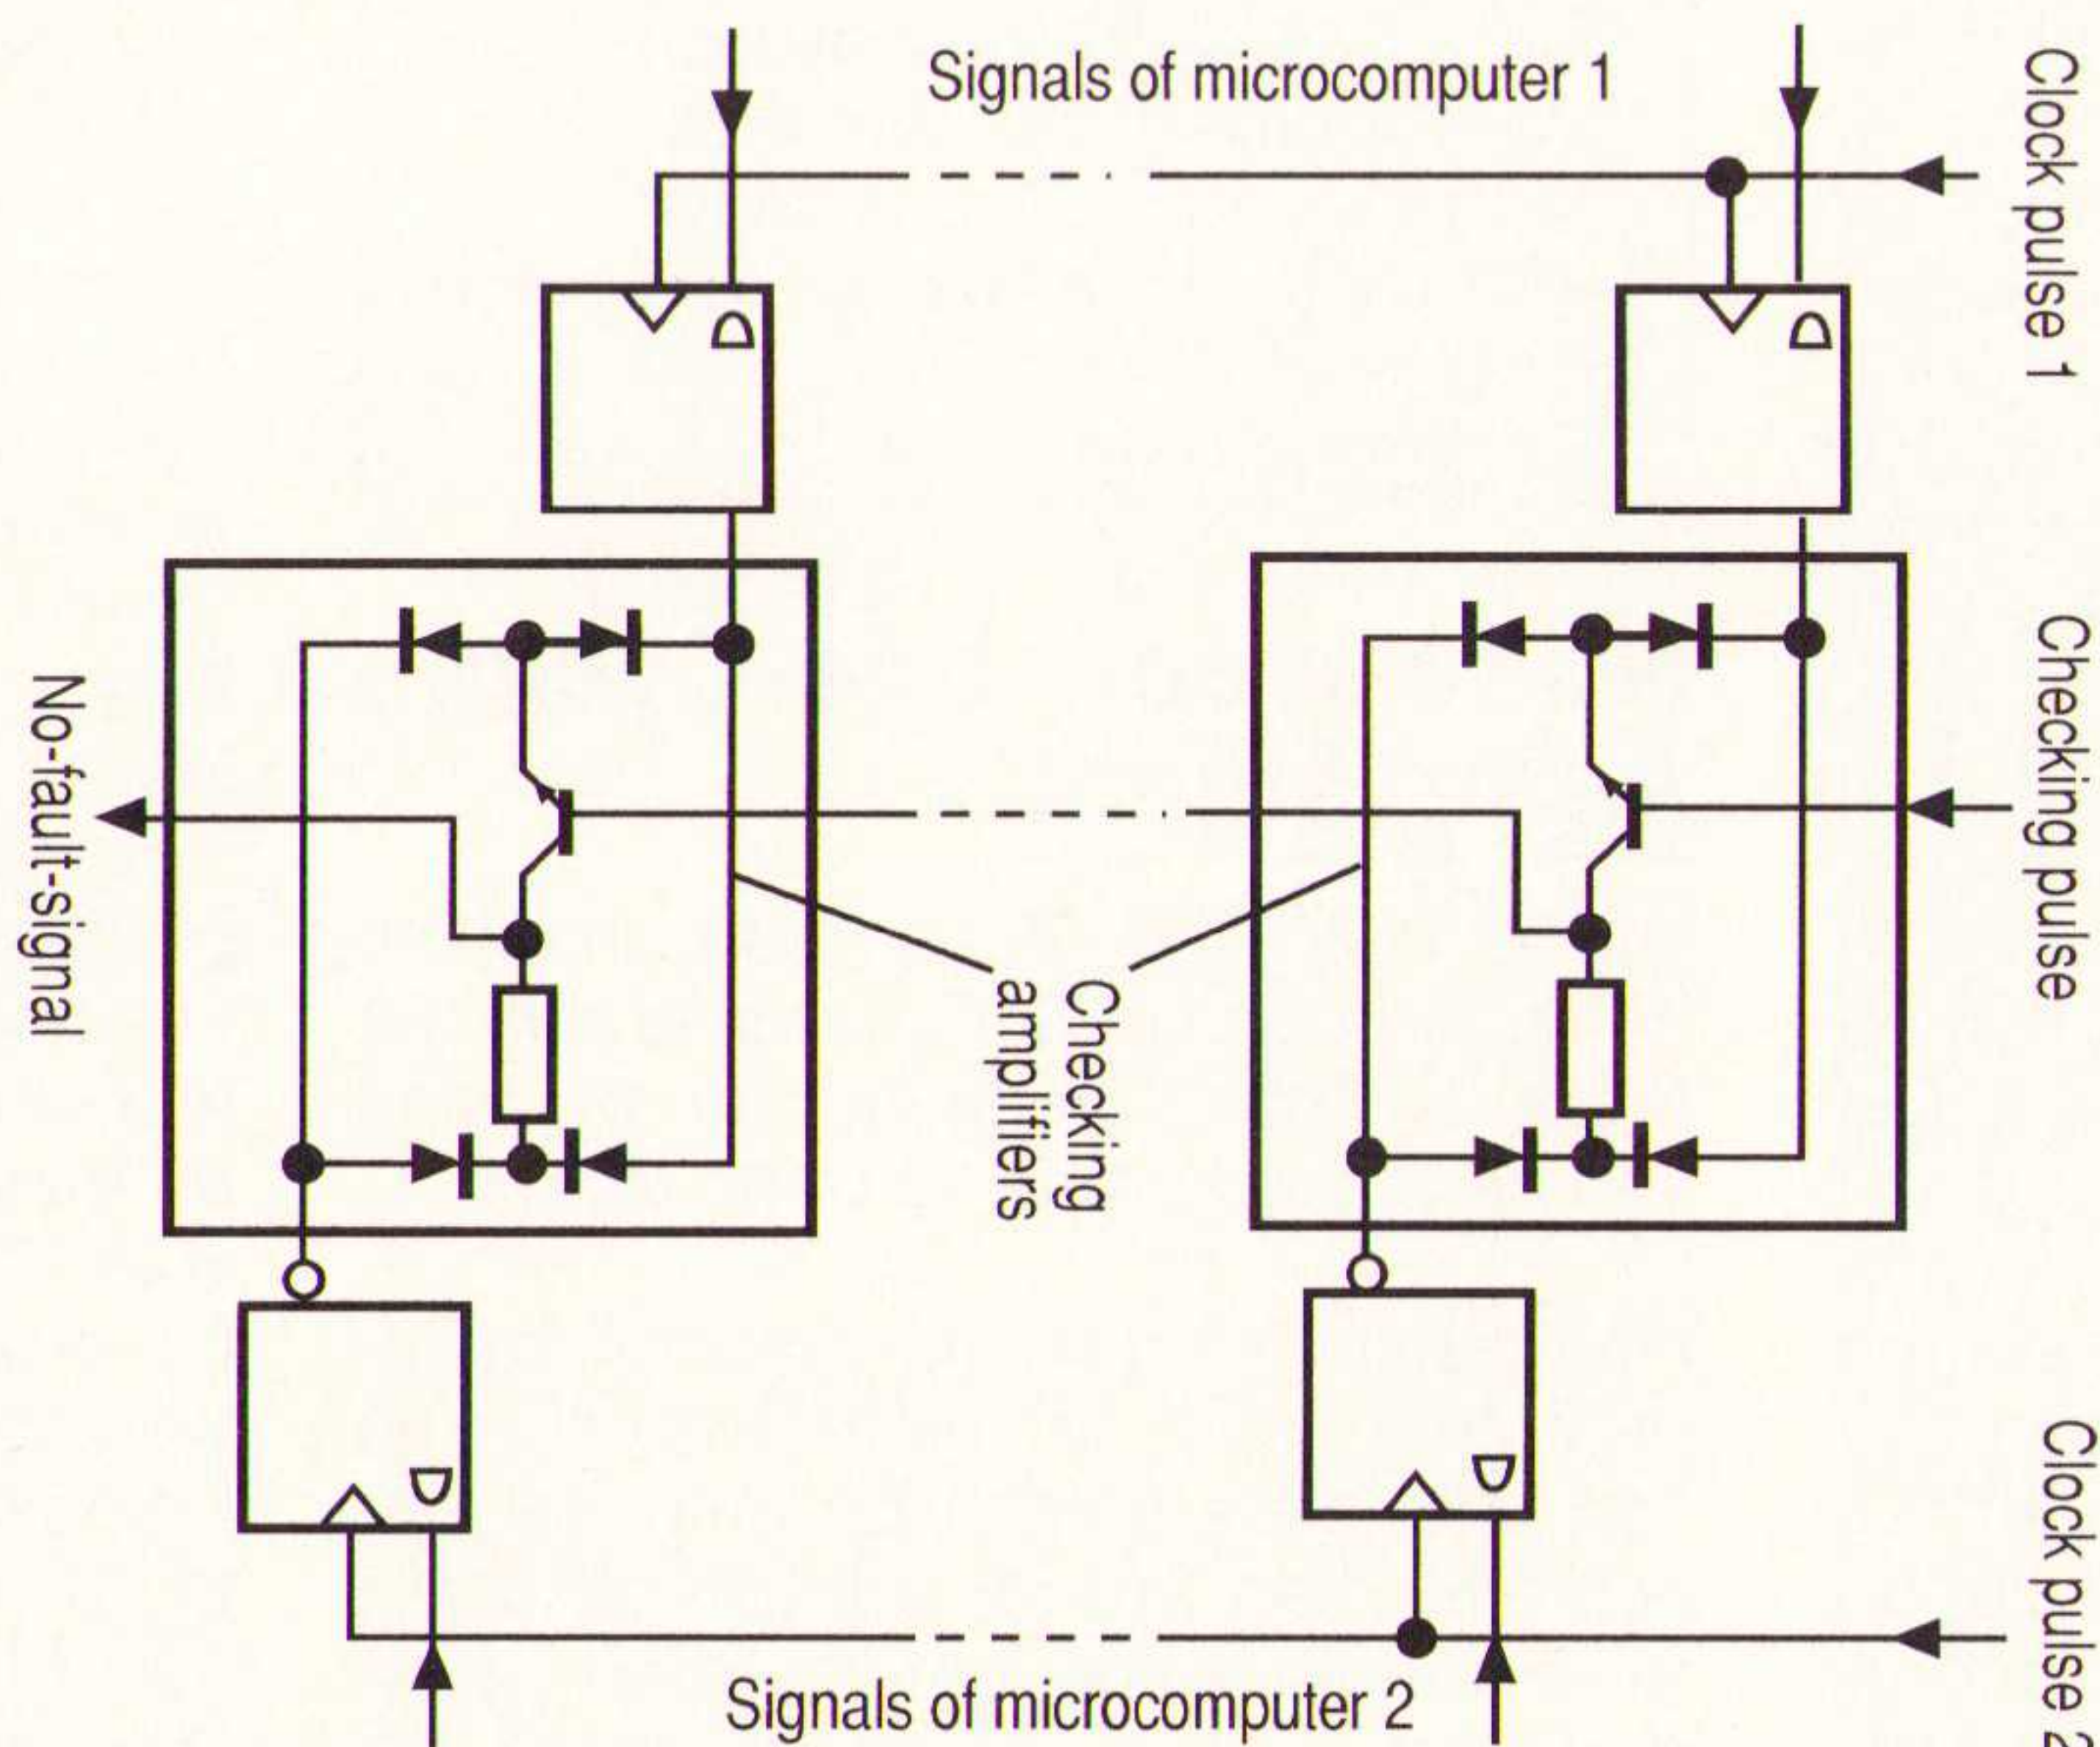 Signals of microcomputer 1
Clock pulse 1
D
D
Checking pulse
No-fault-signal
Checking
amplifiers
D
D
Clock pulse 2
Signals of microcomputer 2